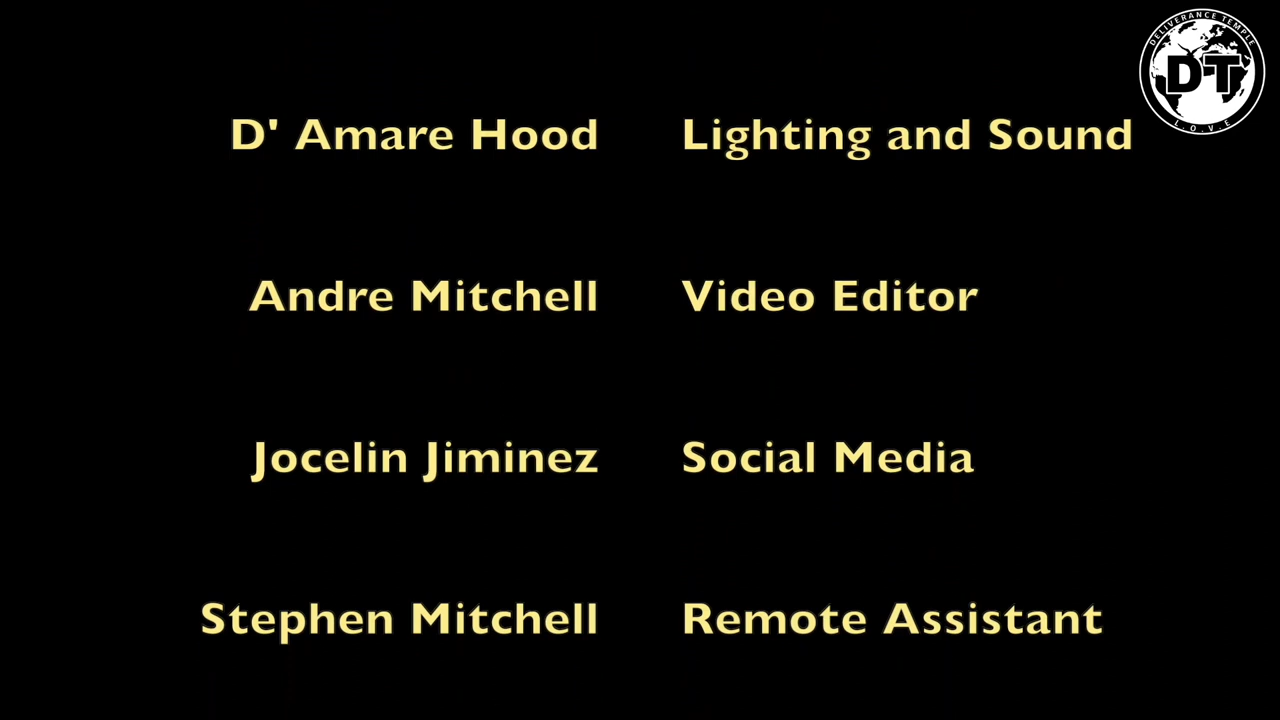 DELIVERANCE TEMPLE
DT
L.O.V.E
D' Amare Hood Lighting and Sound
Andre Mitchell Video Editor
Jocelin Jiminez Social Media
Stephen Mitchell Remote Assistant